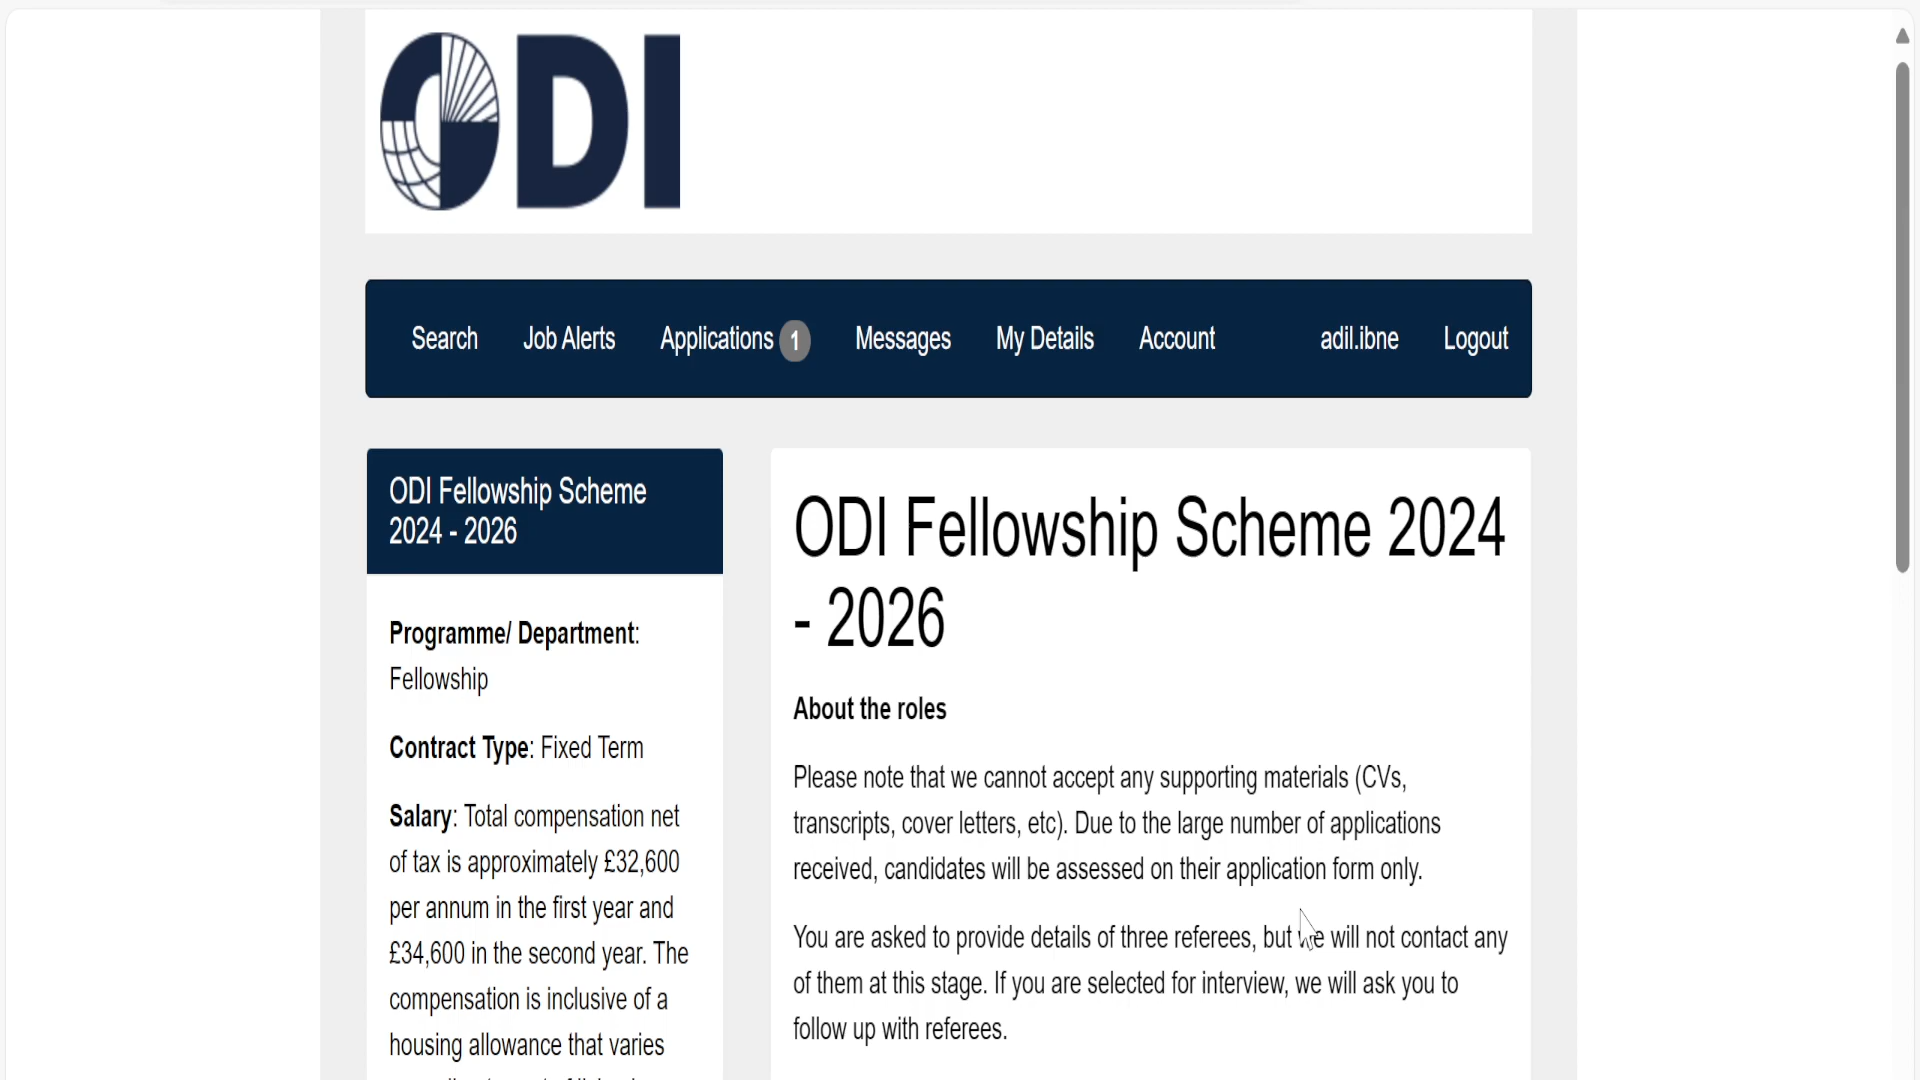 ODI
Search
Job Alerts
Applications 1
Messages
My Details
Account
adil.ibne
Logout
ODI Fellowship Scheme
2024 - 2026
Programme/ Department:
Fellowship
Contract Type: Fixed Term
Salary: Total compensation net
of tax is approximately £32,600
per annum in the first year and
£34,600 in the second year. The
compensation is inclusive of a
housing allowance that varies
ODI Fellowship Scheme 2024
- 2026
About the roles
Please note that we cannot accept any supporting materials (CVs,
transcripts, cover letters, etc). Due to the large number of applications
received, candidates will be assessed on their application form only.
You are asked to provide details of three referees, but we will not contact any
of them at this stage. If you are selected for interview, we will ask you to
follow up with referees.